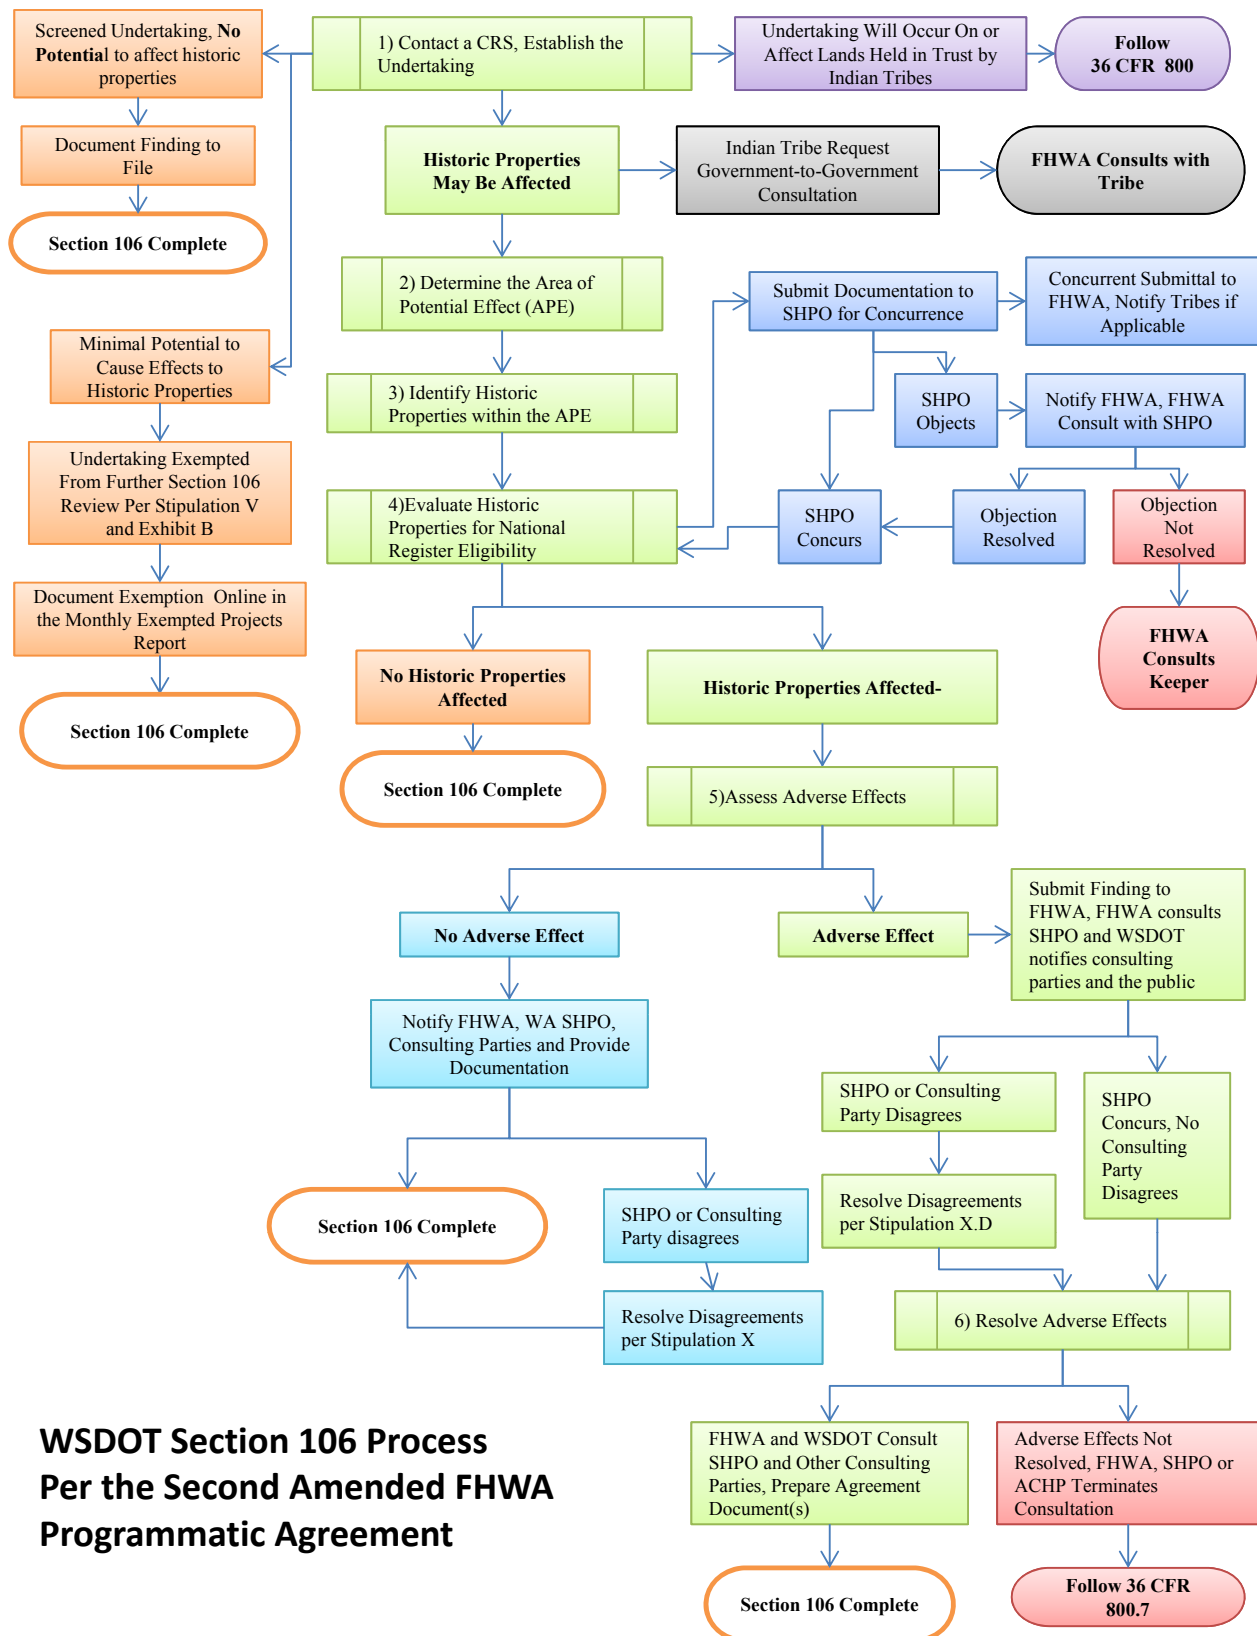 Screened Undertaking, No
Potential to affect historic
properties
1) Contact a CRS, Establish the
Undertaking
Undertaking Will Occur On or
Affect Lands Held in Trust by
Indian Tribes
Follow
36 CFR 800
Document Finding to
File
Section 106 Complete
Historic Properties
May Be Affected
Indian Tribe Request
Government-to-Government
Consultation
FHWA Consults with
Tribe
2) Determine the Area of
Potential Effect (APE)
Submit Documentation to
SHPO for Concurrence
Concurrent Submittal to
FHWA, Notify Tribes if
Applicable
Minimal Potential to
Cause Effects to
Historic Properties
3) Identify Historic
Properties within the APE
SHPO
Objects
Notify FHWA, FHWA
Consult with SHPO
Undertaking Exempted
From Further Section 106
Review Per Stipulation V
and Exhibit B
4)Evaluate Historic
Properties for National
Register Eligibility
SHPO
Concurs
Objection
Resolved
Objection
Not
Resolved
Document Exemption Online in
the Monthly Exempted Projects
Report
Section 106 Complete
No Historic Properties
Affected
Historic Properties Affected-
FHWA
Consults
Keeper
Section 106 Complete
5)Assess Adverse Effects
No Adverse Effect
Adverse Effect
Submit Finding to
FHWA, FHWA consults
SHPO and WSDOT
notifies consulting
parties and the public
Notify FHWA, WA SHPO,
Consulting Parties and Provide
Documentation
SHPO or Consulting
Party Disagrees
SHPO
Concurs, No
Consulting
Party
Disagrees
Section 106 Complete
SHPO or Consulting
Party disagrees
Resolve Disagreements
per Stipulation X.D
Resolve Disagreements
per Stipulation X
6) Resolve Adverse Effects
FHWA and WSDOT Consult
SHPO and Other Consulting
Parties, Prepare Agreement
Document(s)
Adverse Effects Not
Resolved, FHWA, SHPO or
ACHP Terminates
Consultation
Section 106 Complete
Follow 36 CFR
800.7
WSDOT Section 106 Process
Per the Second Amended FHWA
Programmatic Agreement